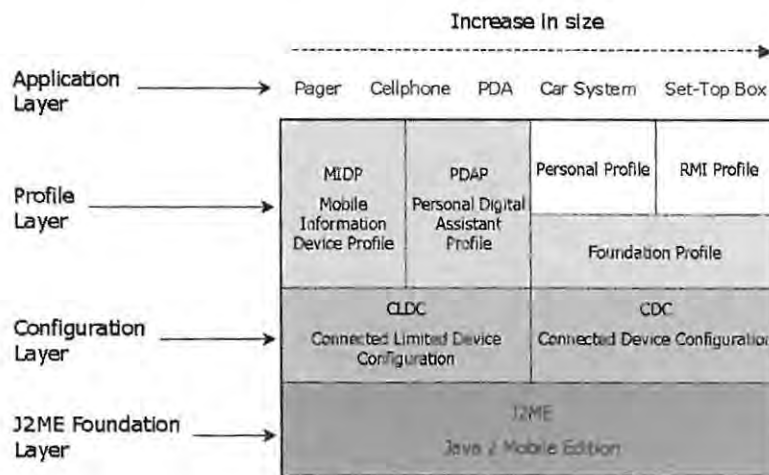 Increase in size
Application
Layer
Pager Cellphone PDA Car System Set-Top Box
Profile
Layer
MIDP
Mobile
Information
Device Profile
PDAP
Personal Digital
Assistant
Profile
Personal Profile
RMI Profile
Foundation Profile
Configuration
Layer
CLDC
Connected Limited Device
Configuration
CDC
Connected Device Configuration
J2ME Foundation
Layer
J2ME
Java 2 Mobile Edition